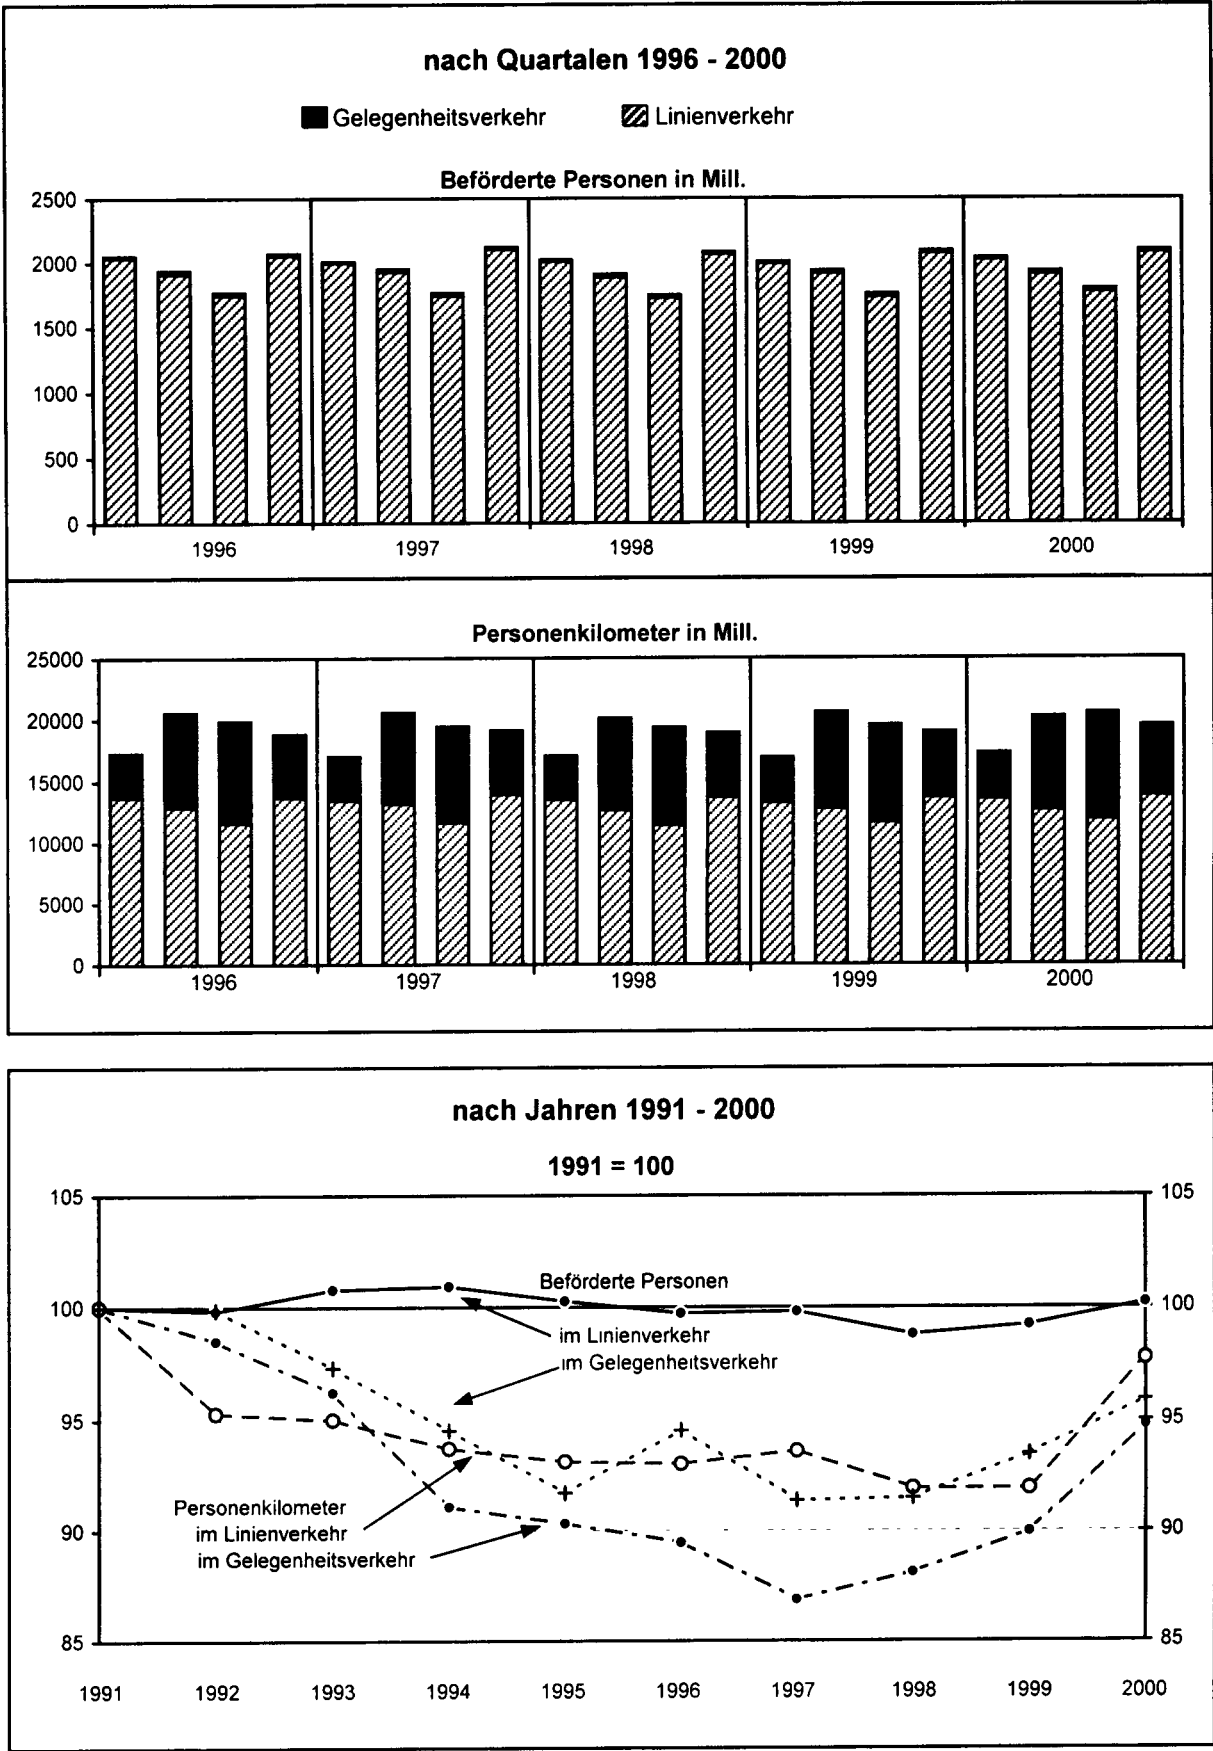 nach Quartalen 1996 - 2000
Gelegenheitsverkehr Linienverkehr
Beförderte Personen in Mill.
2500
2000
1500
1000
500
0
1996 1997 1998 1999 2000
Personenkilometer in Mill.
25000
20000
15000
10000
5000
0
1996 1997 1998 1999 2000
nach Jahren 1991 - 2000
1991 = 100
105 105
Beförderte Personen
100 100
im Linienverkehr
im Gelegenheitsverkehr
95 95
Personenkilometer
im Linienverkehr
90 90
im Gelegenheitsverkehr
85 85
1991 1992 1993 1994 1995 1996 1997 1998 1999 2000